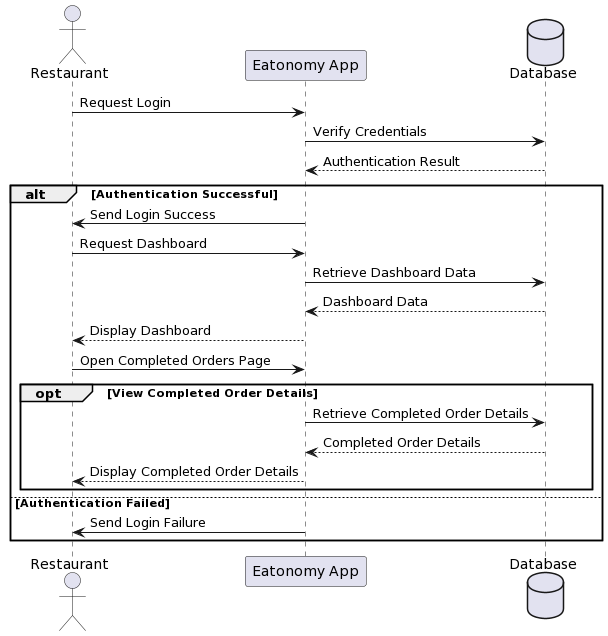 Restaurant
Eatonomy App
Database
Request Login
Verify Credentials
Authentication Result
alt
[Authentication Successful]
Send Login Success
Request Dashboard
Retrieve Dashboard Data
Dashboard Data
Display Dashboard
Open Completed Orders Page
opt
[View Completed Order Details]
Retrieve Completed Order Details
Completed Order Details
Display Completed Order Details
[Authentication Failed]
Send Login Failure
Restaurant
Eatonomy App
Database